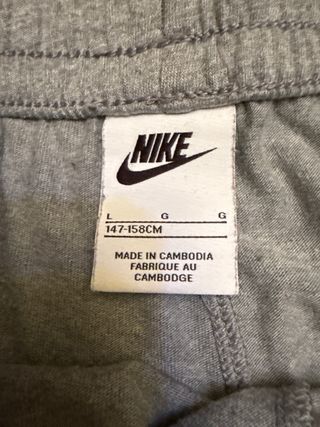 NIKE
L G G
147-158CM
MADE IN CAMBODIA
FABRIQUE AU
CAMBODGE